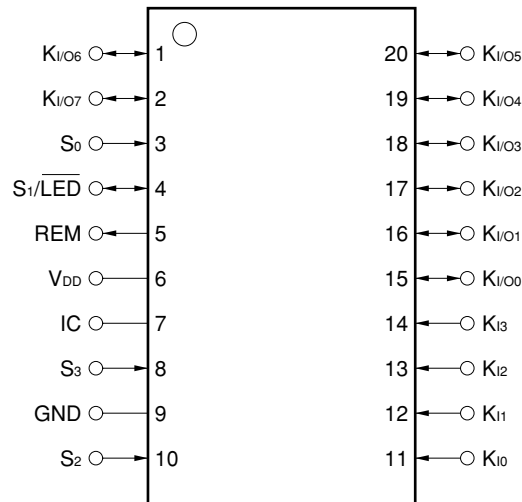 KI/O6 1 20 KI/O5
KI/O7 2 19 KI/O4
S0 3 18 KI/O3
S1/LED 4 17 KI/O2
REM 5 16 KI/O1
VDD 6 15 KI/O0
IC 7 14 KI3
S3 8 13 KI2
GND 9 12 KI1
S2 10 11 KI0